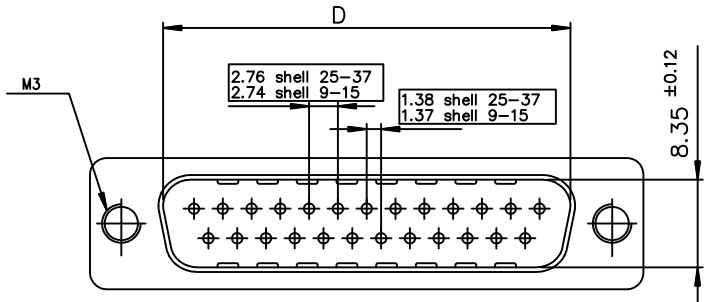 D
2.76 shell 25-37
2.74 shell 9-15
M3
1.38 shell 25-37
1.37 shell 9-15
8.35 ±0.12